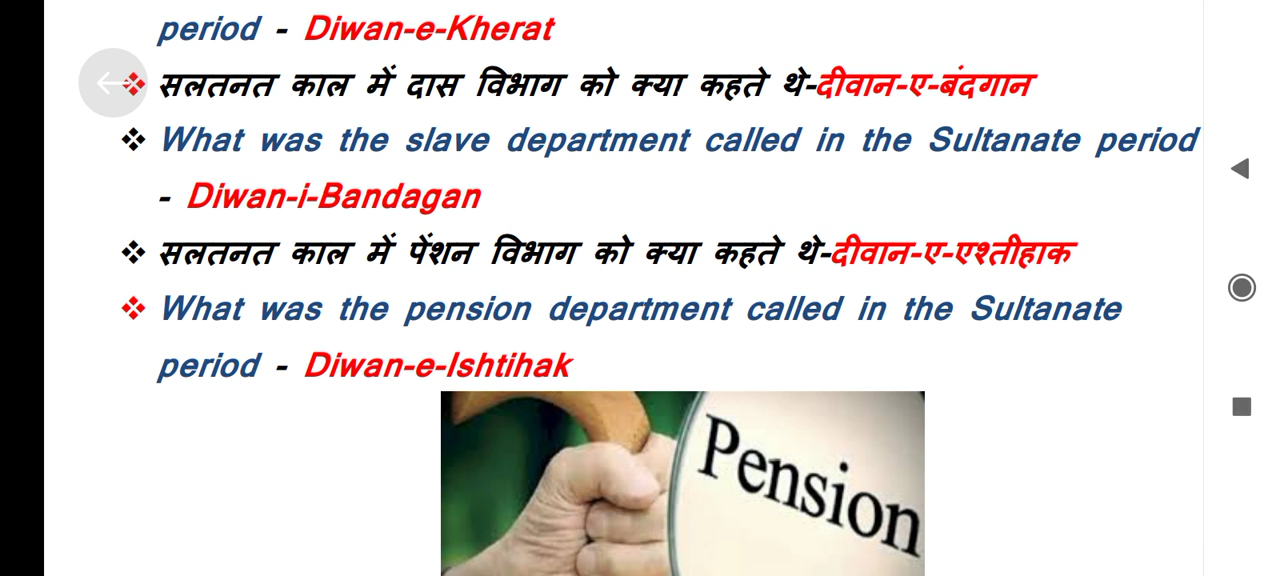 period - Diwan-e-Kherat
❖ सलतनत काल में दास विभाग को क्या कहते थे-दीवान-ए-बंदगान
❖ What was the slave department called in the Sultanate period
- Diwan-i-Bandagan
❖ सलतनत काल में पेंशन विभाग को क्या कहते थे-दीवान-ए-एश्तीहाक
❖ What was the pension department called in the Sultanate
period - Diwan-e-Ishtihak
Pension